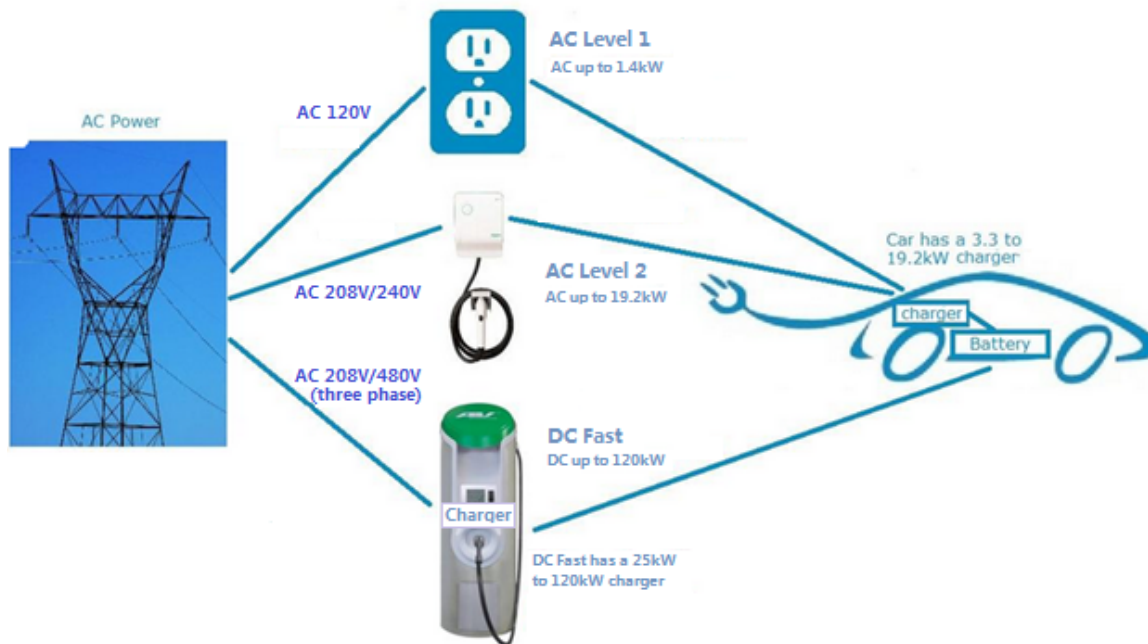 AC Power
AC 120V
AC Level 1
AC up to 1.4kW
AC 208V/240V
AC Level 2
AC up to 19.2kW
Car has a 3.3 to
19.2kW charger
charger
Battery
AC 208V/480V
(three phase)
DC Fast
DC up to 120kW
Charger
DC Fast has a 25kW
to 120kW charger